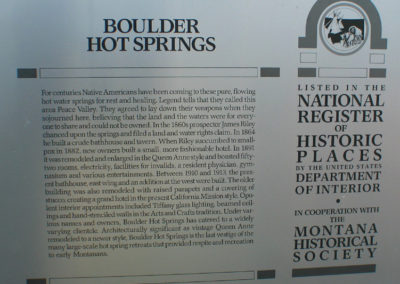 BOULDER
HOT SPRINGS
For centuries Native Americans have been coming to these pure, flowing
hot water springs for rest and healing. Legend tells that they called this
area Peace Valley. They agreed to lay down their weapons when they
sojourned here, believing that the land and the waters were for every-
one to share and could not be owned. In the 1860s prospector James Riley
chanced upon the springs and filed a land and water rights claim. In 1864
he built a crude bathhouse and tavern. When Riley succumbed to small-
pox in 1882, new owners built a small, more fashionable hotel. In 1891
it was remodeled and enlarged in the Queen Anne style and boasted fifty-
two rooms, electricity, facilities for invalids, a resident physician, gym-
nasium and various entertainments. Between 1910 and 1913 the pres-
ent bathhouse, east wing and an addition at the west were built. The older
building was also remodeled with raised parapets and a covering of
stucco, creating a grand hotel in the present California Mission style. Opu-
lent interior appointments included Tiffany glass lighting, beamed ceil-
ings and hand-stenciled walls in the Arts and Crafts tradition. Under var-
ious names and owners, Boulder Hot Springs has catered to a widely
varying clientele. Architecturally significant as vintage Queen Anne
remodeled to a newer style, Boulder Hot Springs is the last vestige of the
many large-scale hot spring retreats that provided respite and recreation
to early Montanans.
LISTED IN THE
NATIONAL
REGISTER
OF
HISTORIC
PLACES
BY THE UNITED STATES
DEPARTMENT
OF INTERIOR
IN COOPERATION WITH
THE
MONTANA
HISTORICAL
SOCIETY